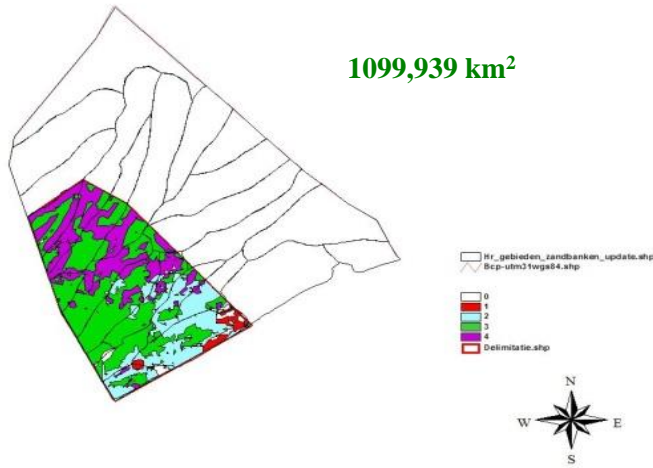 1099,939 km²
Hr_gebieden_zandbanken_update.shp
Bcp-utm31wgs84.shp
0
1
2
3
4
Delimitatie.shp
N
W E
S